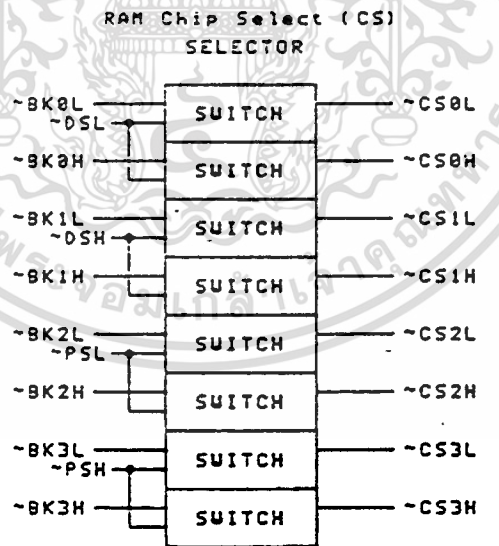 RAM Chip Select (CS)
SELECTOR
~BK0L SWITCH ~CS0L
~DSL
~BK0H SWITCH ~CS0H
~BK1L SWITCH ~CS1L
~DSH
~BK1H SWITCH ~CS1H
~BK2L SWITCH ~CS2L
~PSL
~BK2H SWITCH ~CS2H
~BK3L SWITCH ~CS3L
~PSH
~BK3H SWITCH ~CS3H